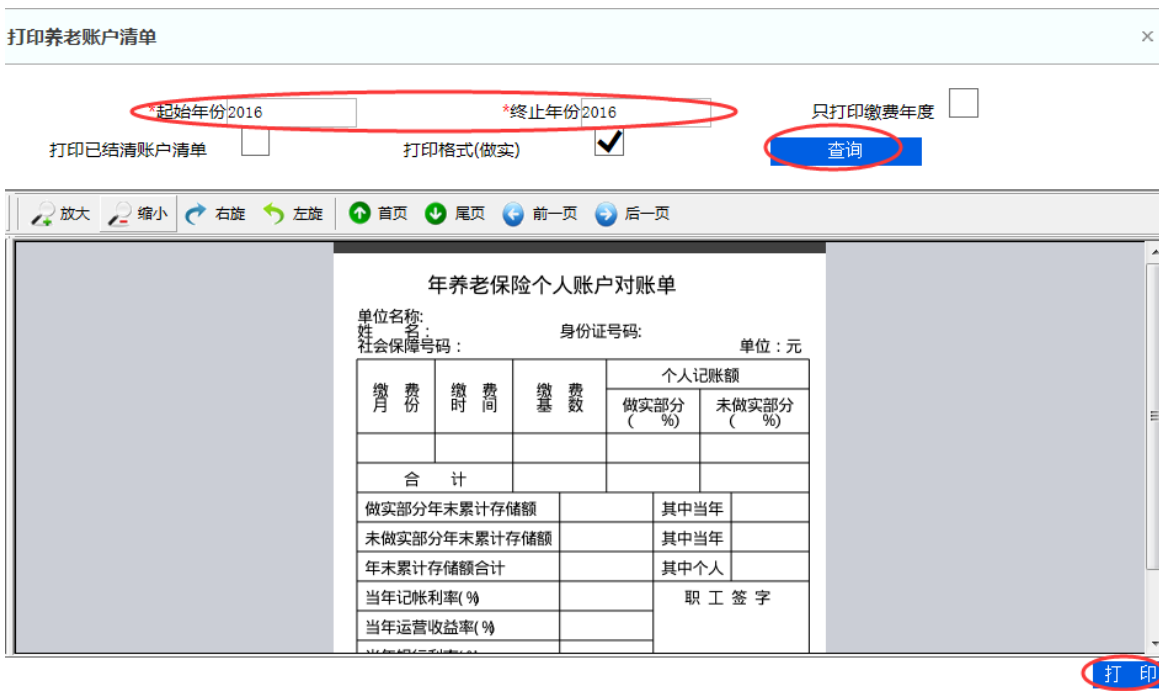 打印养老账户清单 ×
*起始年份 2016 *终止年份 2016 只打印缴费年度
打印已结清账户清单 打印格式(做实) 查询
放大 缩小 右旋 左旋 首页 尾页 前一页 后一页
年养老保险个人账户对账单
单位名称:
姓 名: 身份证号码:
社会保障号码: 单位:元
缴费月份 缴费时间 缴费基数 个人记账额
做实部分( %) 未做实部分( %)
合 计
做实部分年末累计存储额 其中当年
未做实部分年末累计存储额 其中当年
年末累计存储额合计 其中个人
当年记帐利率(%) 职 工 签 字
当年运营收益率(%)
打 印